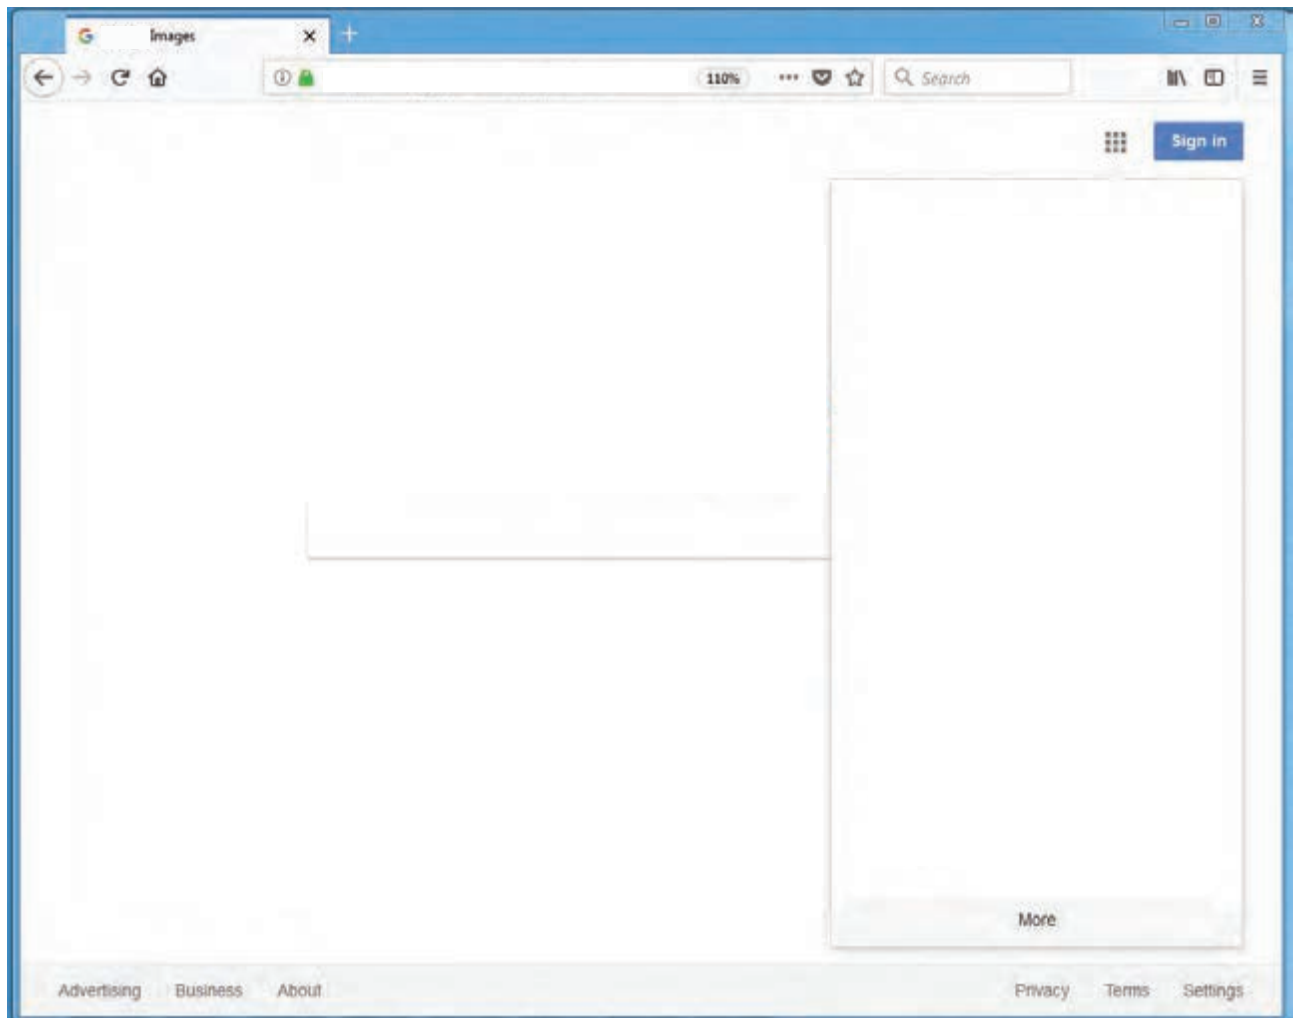 G Images
110% Search
Sign in
More
Advertising Business About Privacy Terms Settings